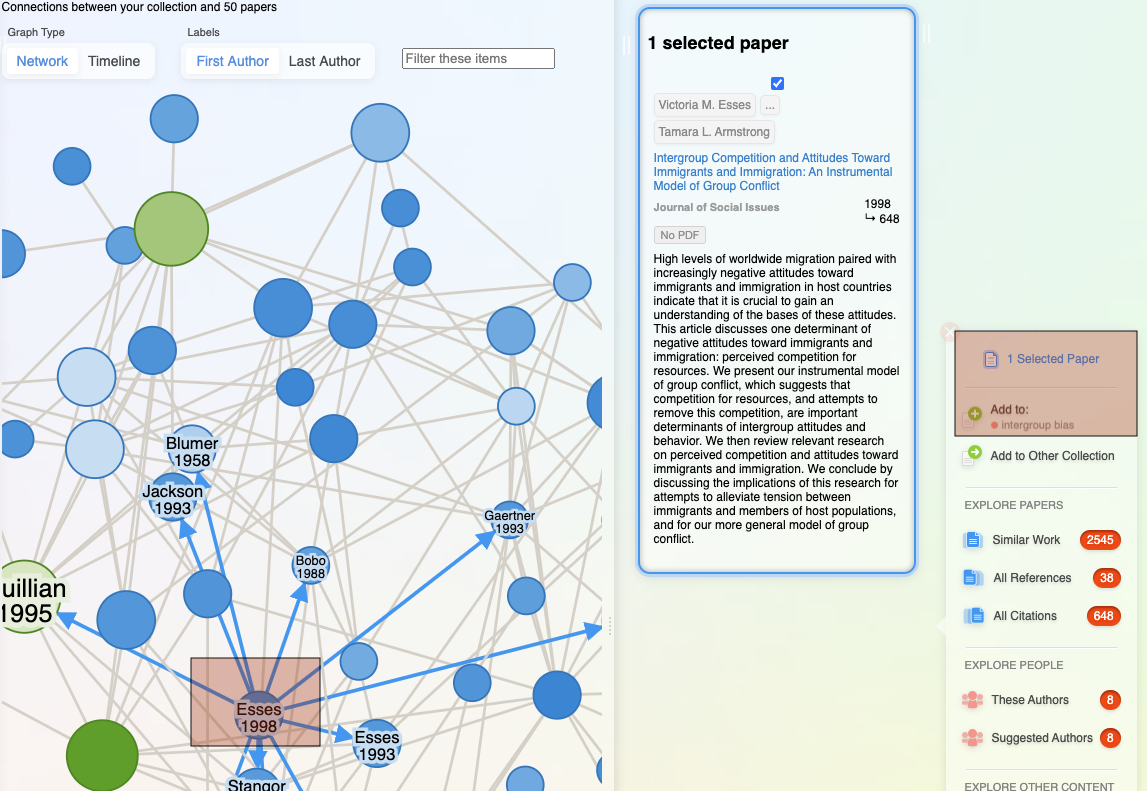 Connections between your collection and 50 papers
Graph Type
Labels
Network
Timeline
First Author
Last Author
Filter these items
Blumer
1958
Jackson
1993
Gaertner
1993
Bobo
1988
uillian
1995
Esses
1998
Esses
1993
Stangor
1 selected paper
Victoria M. Esses
...
Tamara L. Armstrong
Intergroup Competition and Attitudes Toward
Immigrants and Immigration: An Instrumental
Model of Group Conflict
Journal of Social Issues
1998
↳ 648
No PDF
High levels of worldwide migration paired with
increasingly negative attitudes toward
immigrants and immigration in host countries
indicate that it is crucial to gain an
understanding of the bases of these attitudes.
This article discusses one determinant of
negative attitudes toward immigrants and
immigration: perceived competition for
resources. We present our instrumental model
of group conflict, which suggests that
competition for resources, and attempts to
remove this competition, are important
determinants of intergroup attitudes and
behavior. We then review relevant research
on perceived competition and attitudes toward
immigrants and immigration. We conclude by
discussing the implications of this research for
attempts to alleviate tension between
immigrants and members of host populations,
and for our more general model of group
conflict.
1 Selected Paper
Add to:
intergroup bias
Add to Other Collection
EXPLORE PAPERS
Similar Work 2545
All References 38
All Citations 648
EXPLORE PEOPLE
These Authors 8
Suggested Authors 8
EXPLORE OTHER CONTENT